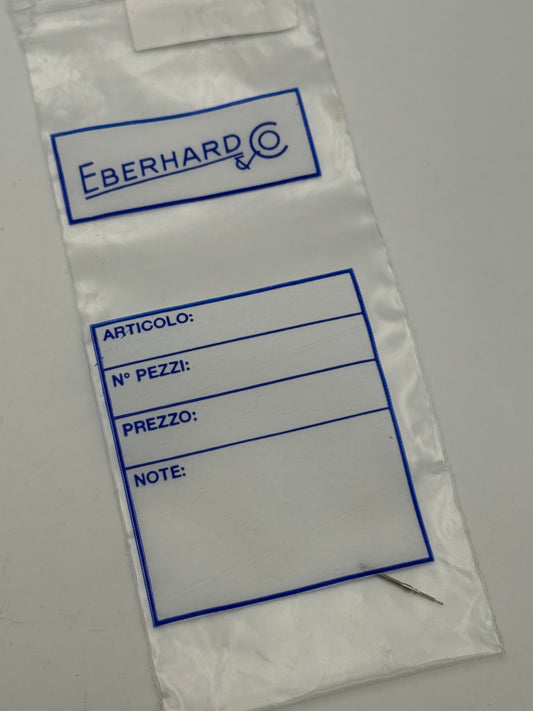 EBERHARD & CO
ARTICOLO:
N° PEZZI:
PREZZO:
NOTE: